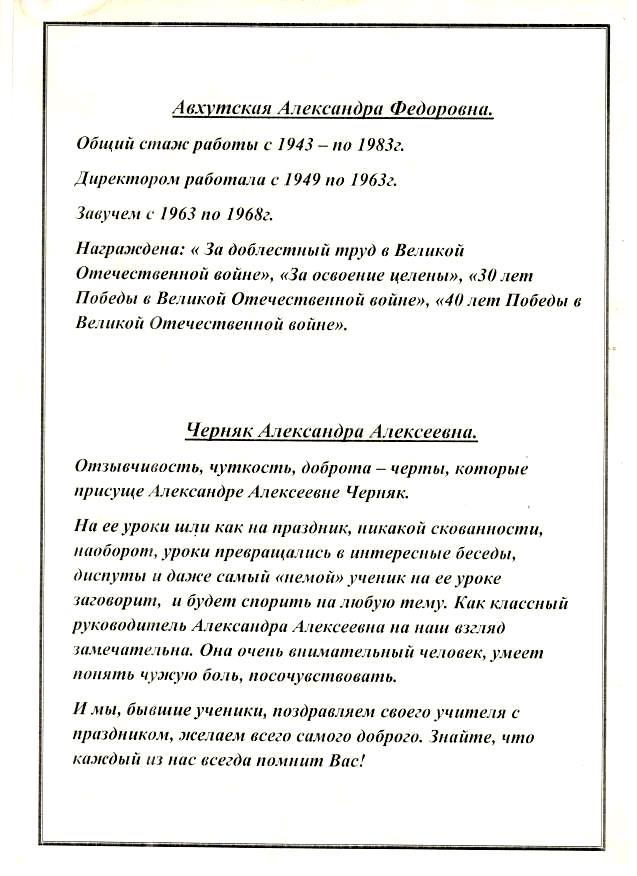 Авхутская Александра Федоровна.
Общий стаж работы с 1943 – по 1983г.
Директором работала с 1949 по 1963г.
Завучем с 1963 по 1968г.
Награждена: « За доблестный труд в Великой
Отечественной войне», «За освоение целены», «30 лет
Победы в Великой Отечественной войне», «40 лет Победы в
Великой Отечественной войне».
Черняк Александра Алексеевна.
Отзывчивость, чуткость, доброта – черты, которые
присуще Александре Алексеевне Черняк.
На ее уроки шли как на праздник, никакой скованности,
наоборот, уроки превращались в интересные беседы,
диспуты и даже самый «немой» ученик на ее уроке
заговорит, и будет спорить на любую тему. Как классный
руководитель Александра Алексеевна на наш взгляд
замечательна. Она очень внимательный человек, умеет
понять чужую боль, посочувствовать.
И мы, бывшие ученики, поздравляем своего учителя с
праздником, желаем всего самого доброго. Знайте, что
каждый из нас всегда помнит Вас!